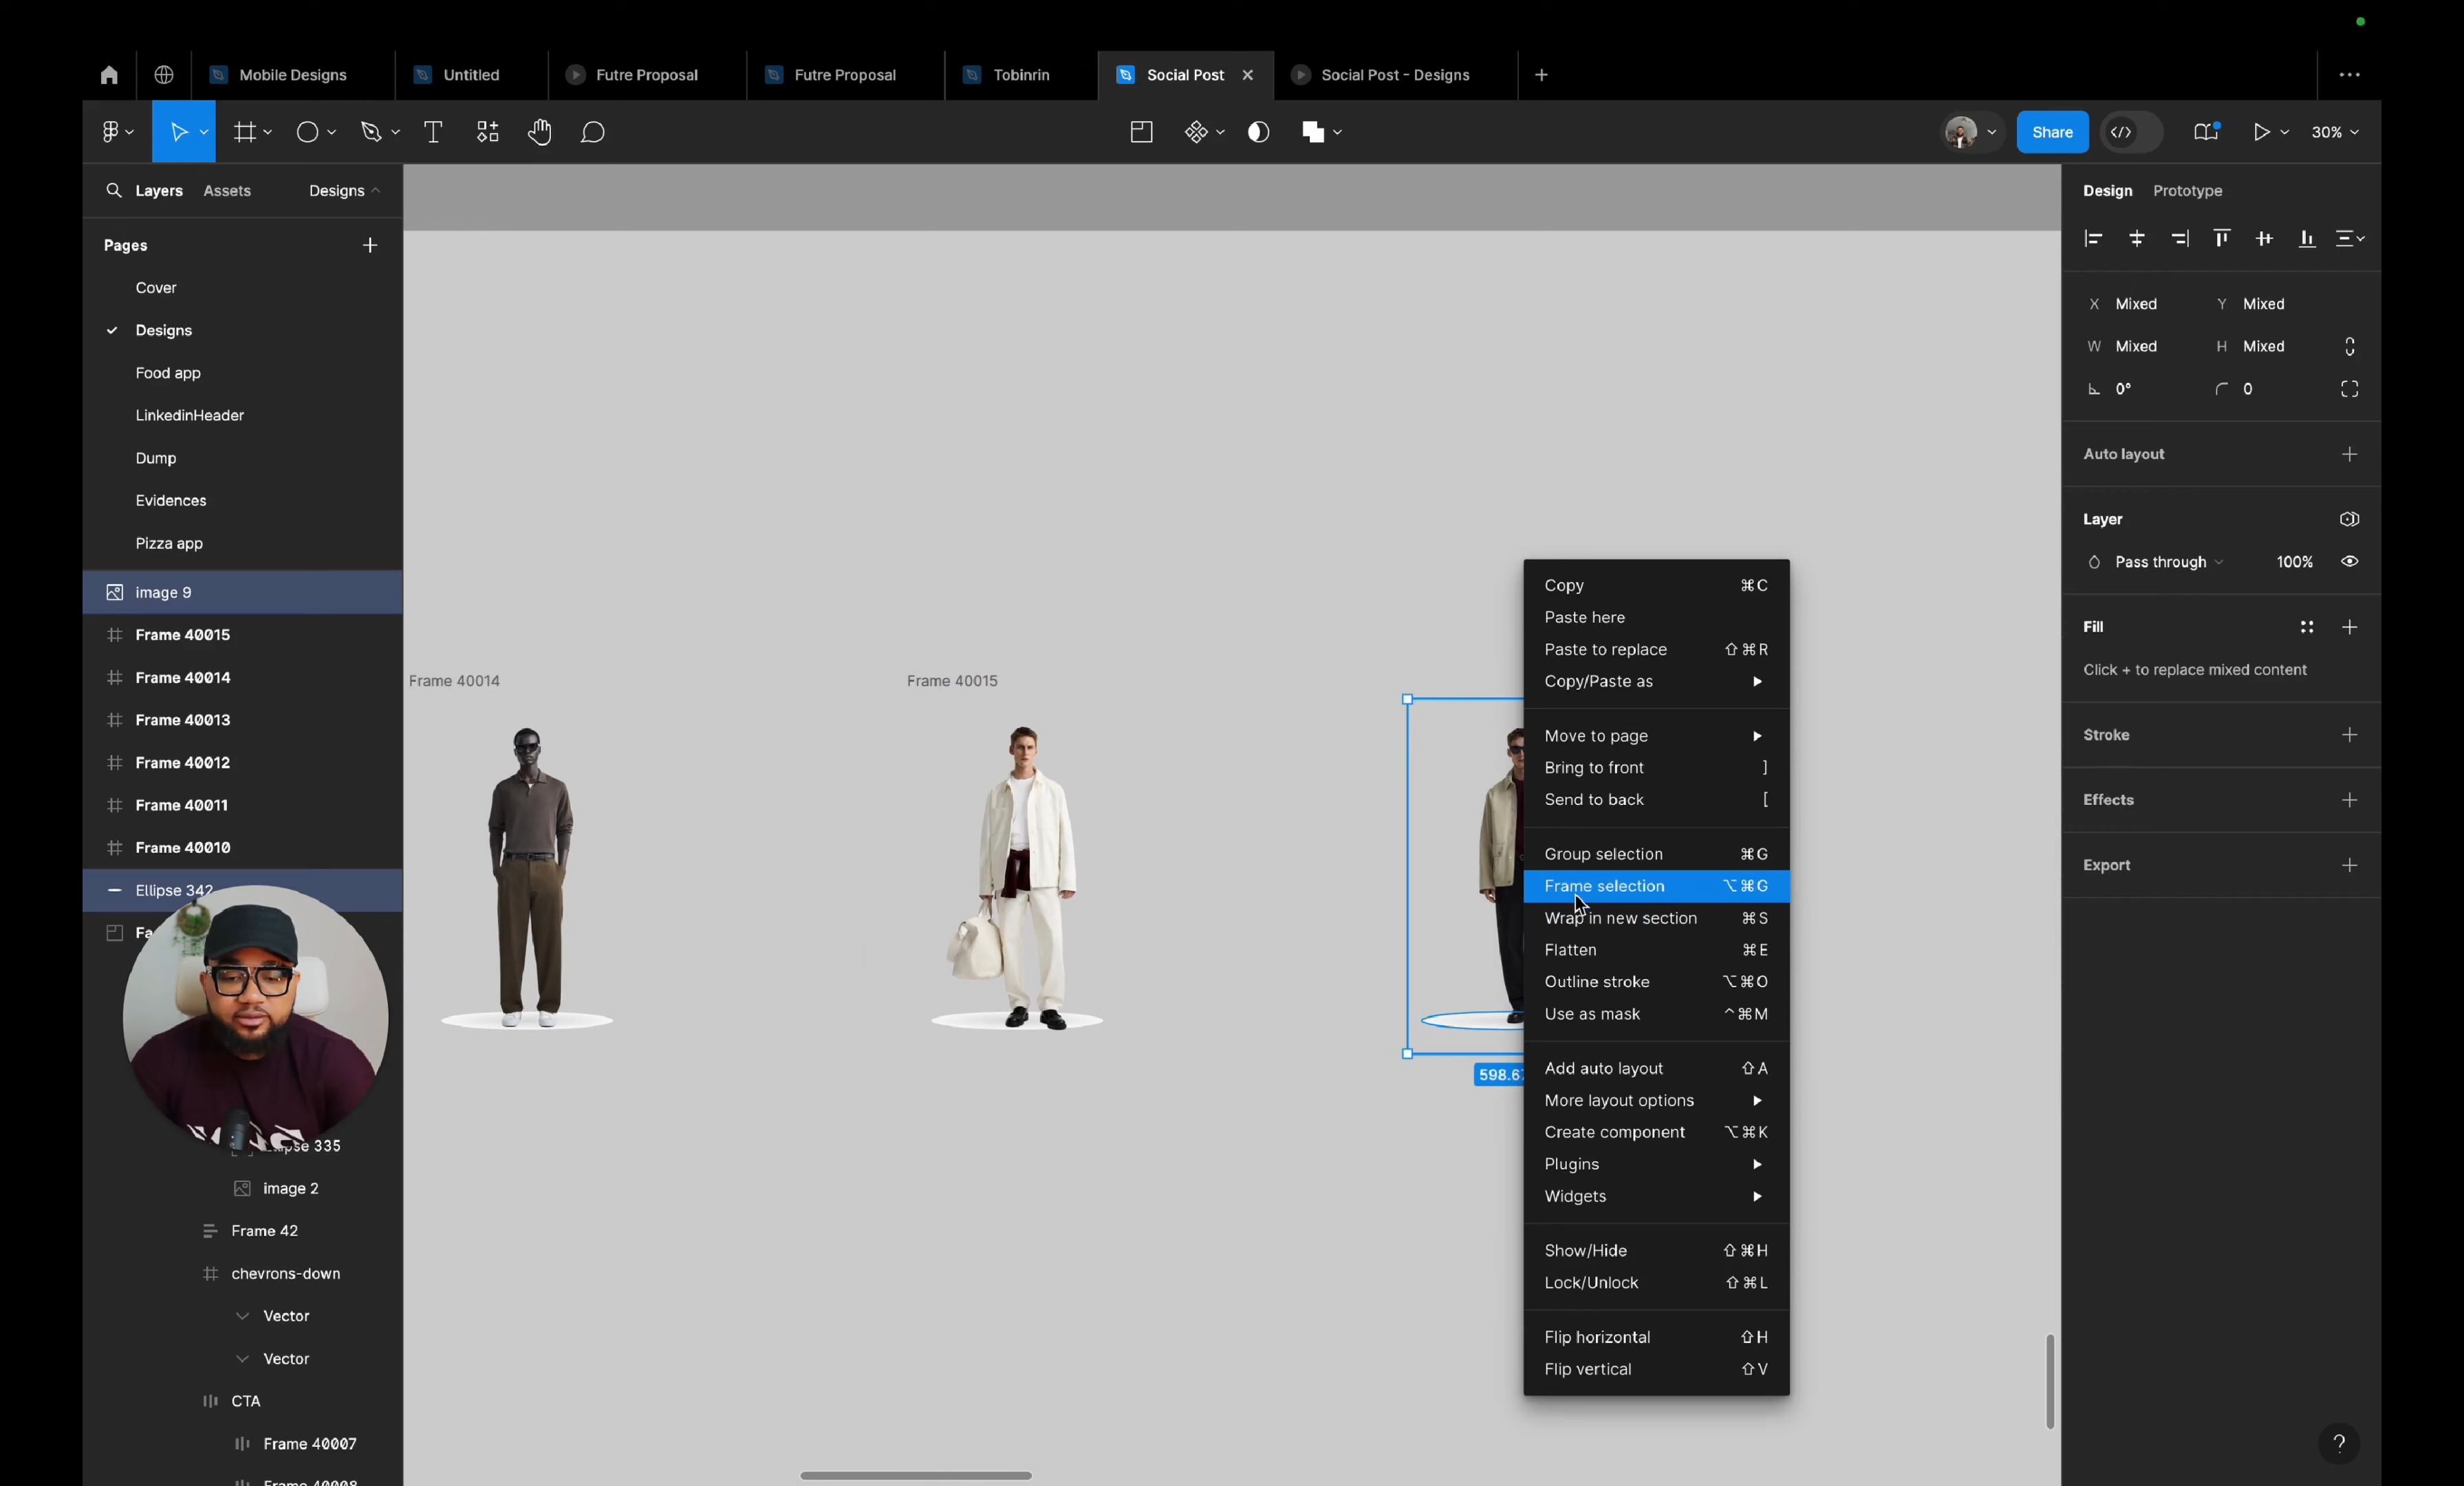 Mobile Designs
Untitled
Futre Proposal
Futre Proposal
Tobinrin
Social Post
Social Post - Designs
Share
30%
Layers
Assets
Designs
Pages
Cover
Designs
Food app
LinkedinHeader
Dump
Evidences
Pizza app
image 9
Frame 40015
Frame 40014
Frame 40013
Frame 40012
Frame 40011
Frame 40010
Ellipse 342
Ellipse 335
image 2
Frame 42
chevrons-down
Vector
Vector
CTA
Frame 40007
Frame 40008
Frame 40014
Frame 40015
Copy ⌘C
Paste here
Paste to replace ⇧⌘R
Copy/Paste as
Move to page
Bring to front ]
Send to back [
Group selection ⌘G
Frame selection ⌥⌘G
Wrap in new section ⌘S
Flatten ⌘E
Outline stroke ⌥⌘O
Use as mask ^⌘M
Add auto layout ⇧A
More layout options
Create component ⌥⌘K
Plugins
Widgets
Show/Hide ⇧⌘H
Lock/Unlock ⇧⌘L
Flip horizontal ⇧H
Flip vertical ⇧V
Design
Prototype
X Mixed Y Mixed
W Mixed H Mixed
0° 0
Auto layout
Layer
Pass through 100%
Fill
Click + to replace mixed content
Stroke
Effects
Export
?